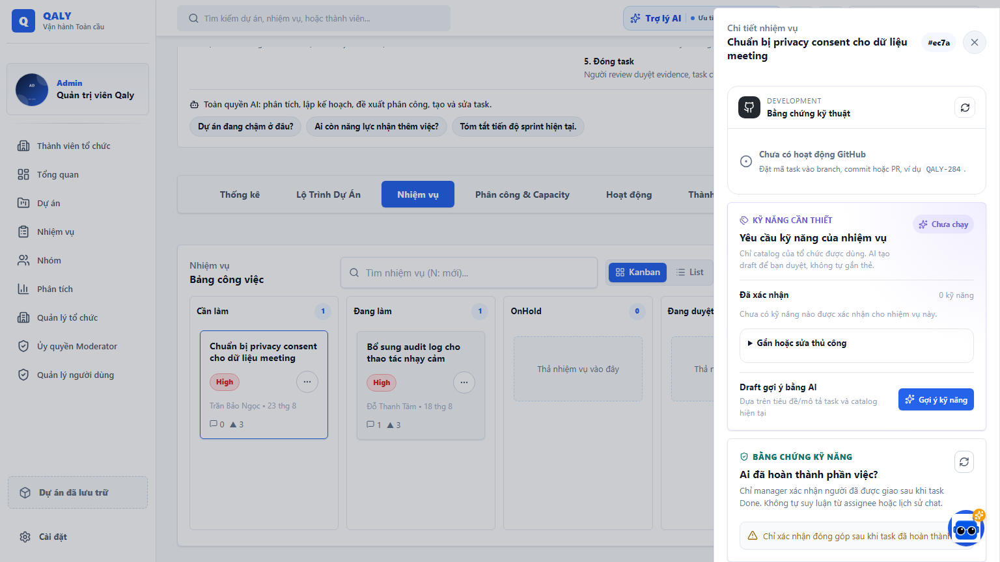 Q
QALY
Vận hành Toàn cầu
AD
Admin
Quản trị viên Qaly
Thành viên tổ chức
Tổng quan
Dự án
Nhiệm vụ
Nhóm
Phân tích
Quản lý tổ chức
Ủy quyền Moderator
Quản lý người dùng
Dự án đã lưu trữ
Cài đặt
Tìm kiếm dự án, nhiệm vụ, hoặc thành viên...
Trợ lý AI
Ưu ti
5. Đóng task
Người review duyệt evidence, task c
Toàn quyền AI: phân tích, lập kế hoạch, đề xuất phân công, tạo và sửa task.
Dự án đang chậm ở đâu?
Ai còn năng lực nhận thêm việc?
Tóm tắt tiến độ sprint hiện tại.
Thống kê
Lộ Trình Dự Án
Nhiệm vụ
Phân công & Capacity
Hoạt động
Thành
Nhiệm vụ
Bảng công việc
Tìm nhiệm vụ (N: mới)...
Kanban
List
Cần làm
1
Chuẩn bị privacy consent
cho dữ liệu meeting
High
...
Trần Bảo Ngọc • 23 thg 8
0 ▲ 3
Đang làm
1
Bổ sung audit log cho
thao tác nhạy cảm
High
...
Đỗ Thanh Tâm • 18 thg 8
1 ▲ 3
OnHold
0
Thả nhiệm vụ vào đây
Đang duyệt
Thả n
Chi tiết nhiệm vụ
Chuẩn bị privacy consent cho dữ liệu
meeting
#ec7a
DEVELOPMENT
Bằng chứng kỹ thuật
Chưa có hoạt động GitHub
Đặt mã task vào branch, commit hoặc PR, ví dụ QALY-284 .
KỸ NĂNG CẦN THIẾT
Chưa chạy
Yêu cầu kỹ năng của nhiệm vụ
Chỉ catalog của tổ chức được dùng. AI tạo
draft để bạn duyệt, không tự gắn thẻ.
Đã xác nhận
0 kỹ năng
Chưa có kỹ năng nào được xác nhận cho nhiệm vụ này.
▶ Gắn hoặc sửa thủ công
Draft gợi ý bằng AI
Dựa trên tiêu đề/mô tả task và catalog
hiện tại
Gợi ý kỹ năng
BẰNG CHỨNG KỸ NĂNG
Ai đã hoàn thành phần việc?
Chỉ manager xác nhận người đã được giao sau khi task
Done. Không tự suy luận từ assignee hoặc lịch sử chat.
Chỉ xác nhận đóng góp sau khi task đã hoàn thành